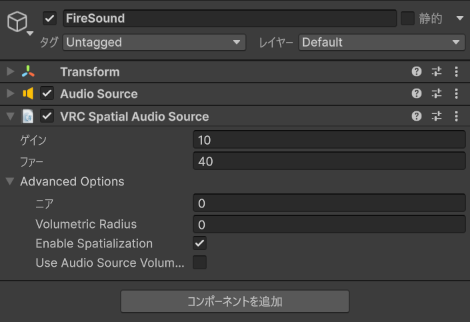 FireSound 静的
タグ Untagged レイヤー Default
Transform
Audio Source
VRC Spatial Audio Source
ゲイン 10
ファー 40
Advanced Options
ニア 0
Volumetric Radius 0
Enable Spatialization
Use Audio Source Volum...
コンポーネントを追加